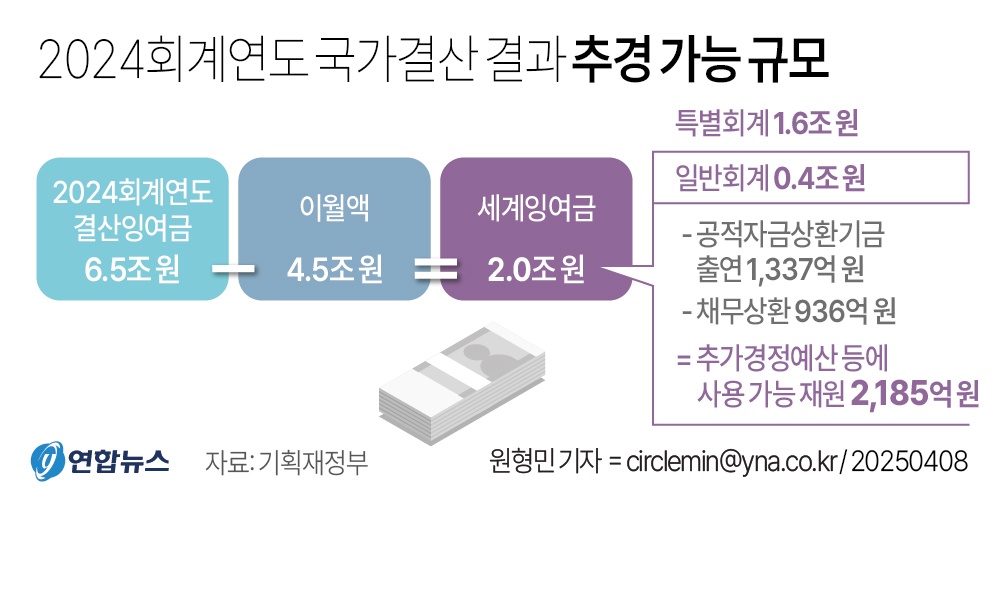 2024회계연도 국가결산 결과 추경 가능 규모
2024회계연도
결산잉여금
6.5조 원
−
이월액
4.5조 원
=
세계잉여금
2.0조 원
특별회계 1.6조 원
일반회계 0.4조 원
- 공적자금상환기금
출연 1,337억 원
- 채무상환 936억 원
= 추가경정예산 등에
사용 가능 재원 2,185억 원
y 연합뉴스
자료: 기획재정부
원형민 기자 = circlemin@yna.co.kr / 20250408